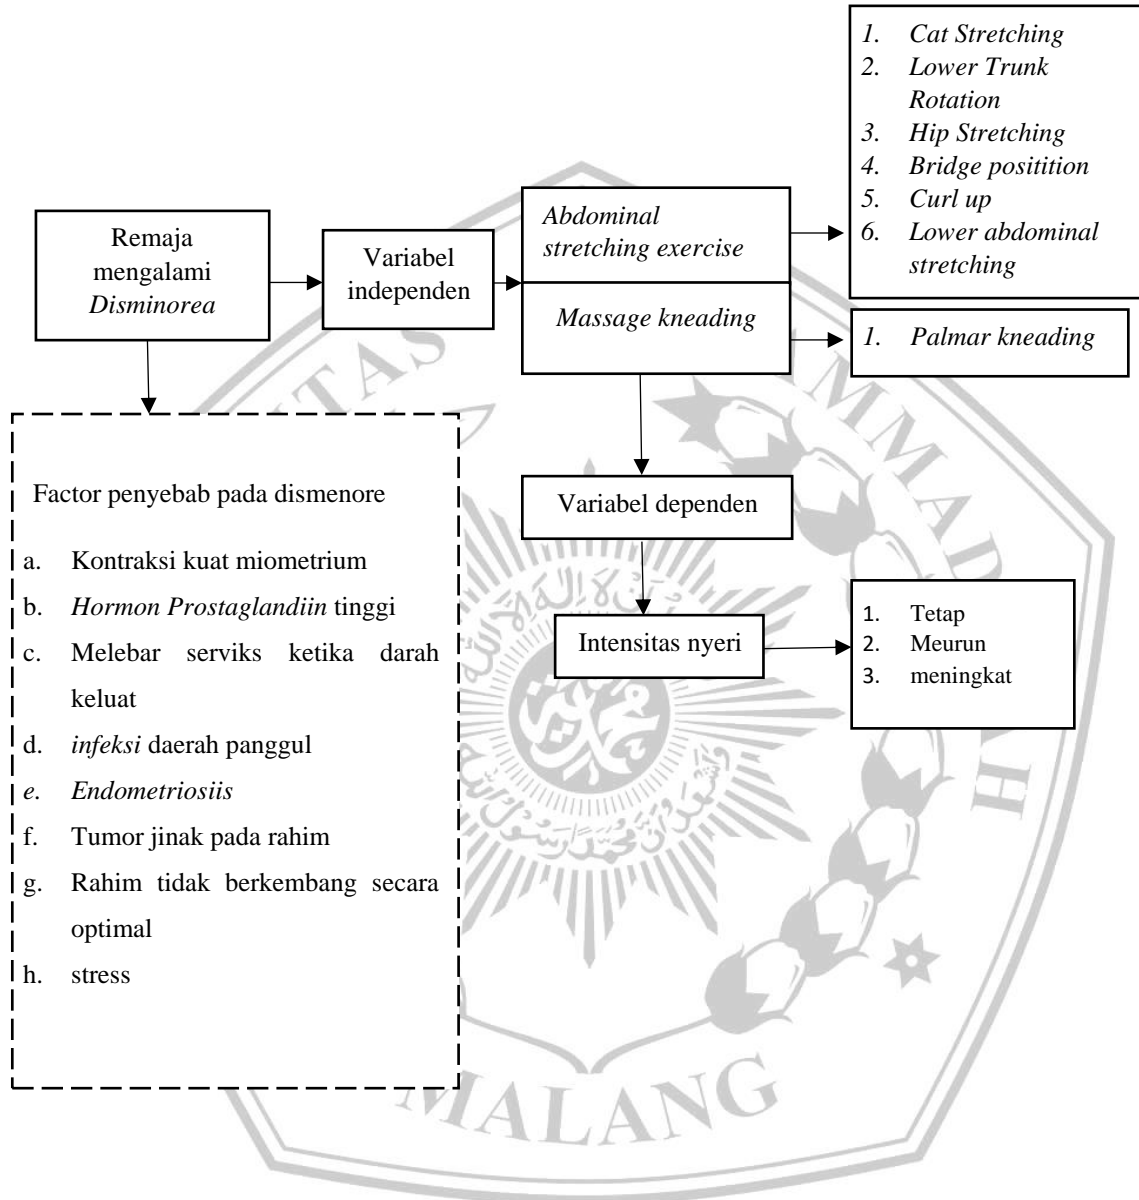 1. Cat Stretching
2. Lower Trunk
Rotation
3. Hip Stretching
4. Bridge positition
5. Curl up
6. Lower abdominal
stretching
Remaja
mengalami
Disminorea
Variabel
independen
Abdominal
stretching exercise
Massage kneading
1. Palmar kneading
Factor penyebab pada dismenore
a. Kontraksi kuat miometrium
b. Hormon Prostaglandiin tinggi
c. Melebar serviks ketika darah
keluat
d. infeksi daerah panggul
e. Endometriosiis
f. Tumor jinak pada rahim
g. Rahim tidak berkembang secara
optimal
h. stress
Variabel dependen
Intensitas nyeri
1. Tetap
2. Meurun
3. meningkat
MALANG